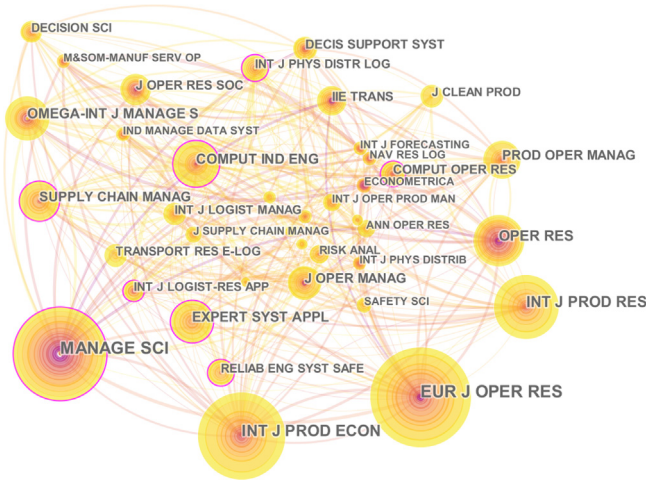 DECISION SCI
M&SOM-MANUF SERV OP
DECIS SUPPORT SYST
INT J PHYS DISTR LOG
J OPER RES SOC
IIE TRANS
J CLEAN PROD
OMEGA-INT J MANAGE S
IND MANAGE DATA SYST
INT J FORECASTING
NAV RES LOG
PROD OPER MANAG
COMPUT IND ENG
COMPUT OPER RES
ECONOMETRICA
SUPPLY CHAIN MANAG
INT J OPER PROD MAN
INT J LOGIST MANAG
ANN OPER RES
J SUPPLY CHAIN MANAG
OPER RES
TRANSPORT RES E-LOG
RISK ANAL
INT J PHYS DISTRIB
J OPER MANAG
INT J LOGIST-RES APP
SAFETY SCI
INT J PROD RES
EXPERT SYST APPL
MANAGE SCI
RELIAB ENG SYST SAFE
EUR J OPER RES
INT J PROD ECON